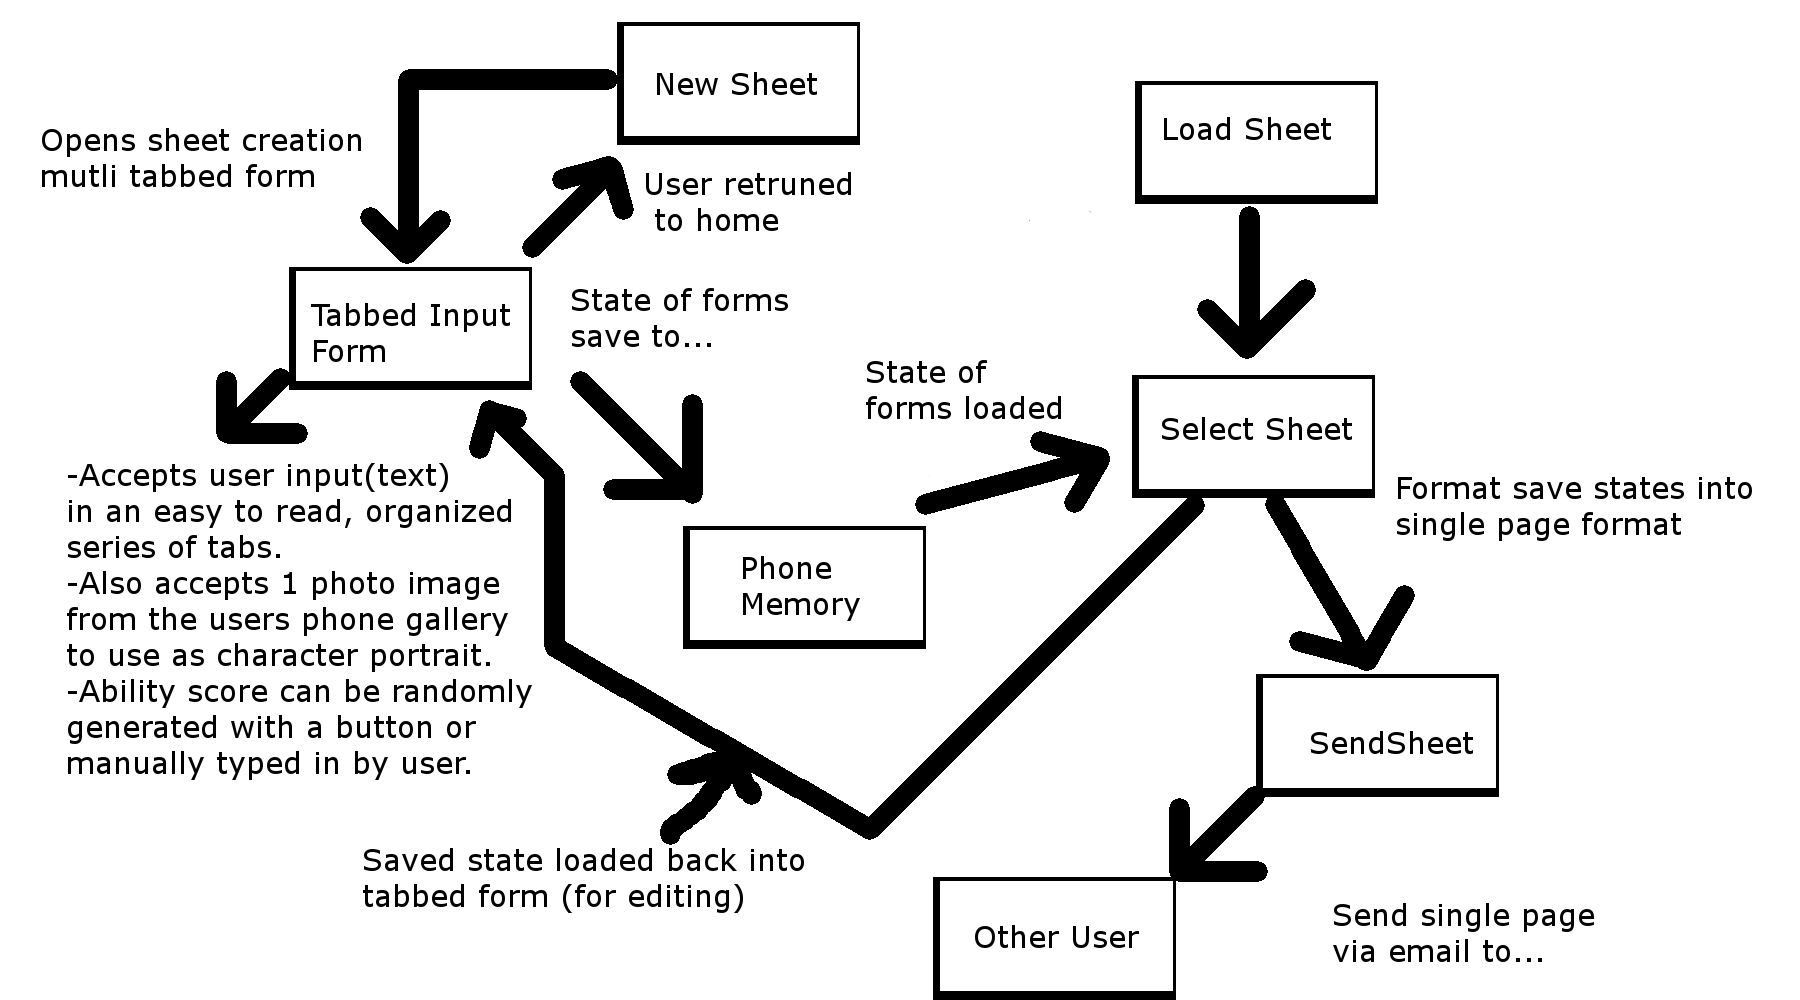 New Sheet
Load Sheet
Opens sheet creation
mutli tabbed form
User retruned
to home
Tabbed Input
Form
State of forms
save to...
State of
forms loaded
Select Sheet
-Accepts user input(text)
in an easy to read, organized
series of tabs.
-Also accepts 1 photo image
from the users phone gallery
to use as character portrait.
-Ability score can be randomly
generated with a button or
manually typed in by user.
Format save states into
single page format
Phone
Memory
SendSheet
Saved state loaded back into
tabbed form (for editing)
Other User
Send single page
via email to...